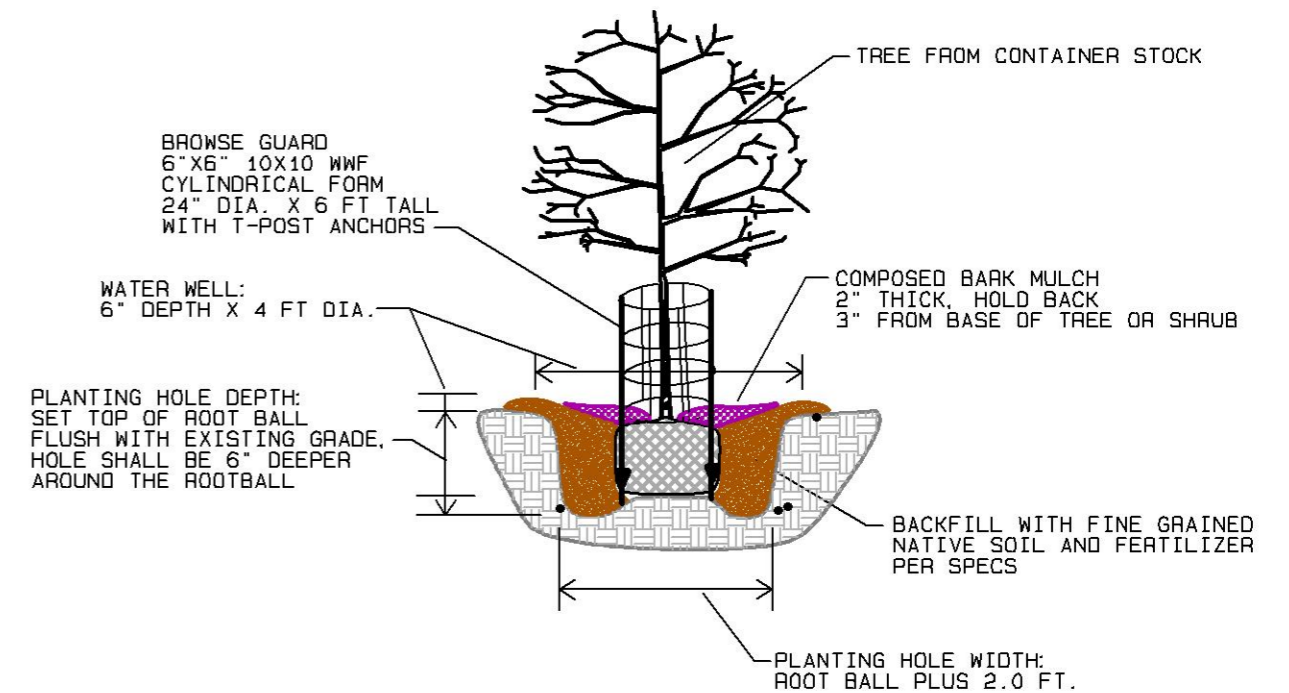 TREE FROM CONTAINER STOCK
BROWSE GUARD
6"X6" 10X10 WWF
CYLINDRICAL FORM
24" DIA. X 6 FT TALL
WITH T-POST ANCHORS
WATER WELL:
6" DEPTH X 4 FT DIA.
COMPOSED BARK MULCH
2" THICK, HOLD BACK
3" FROM BASE OF TREE OR SHRUB
PLANTING HOLE DEPTH:
SET TOP OF ROOT BALL
FLUSH WITH EXISTING GRADE,
HOLE SHALL BE 6" DEEPER
AROUND THE ROOTBALL
BACKFILL WITH FINE GRAINED
NATIVE SOIL AND FERTILIZER
PER SPECS
PLANTING HOLE WIDTH:
ROOT BALL PLUS 2.0 FT.